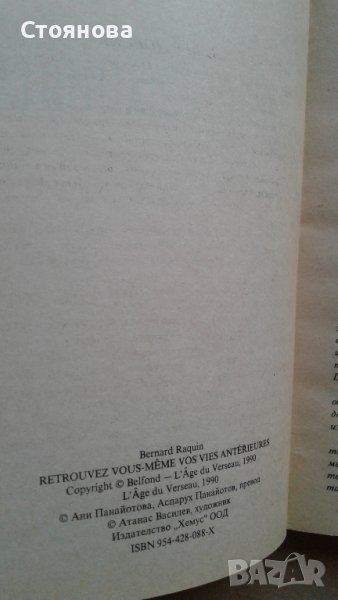 Стоянова
Bernard Raquin
RETROUVEZ VOUS-MÊME VOS VIES ANTÉRIEURES
Copyright © Belfond — L'Âge du Verseau, 1990
L'Âge du Verseau, 1990
© Ани Панайотова, Аспарух Панайотов, превод
© Атанас Василев, художник
Издателство „Хемус" ООД
ISBN 954-428-088-X
BAZAR